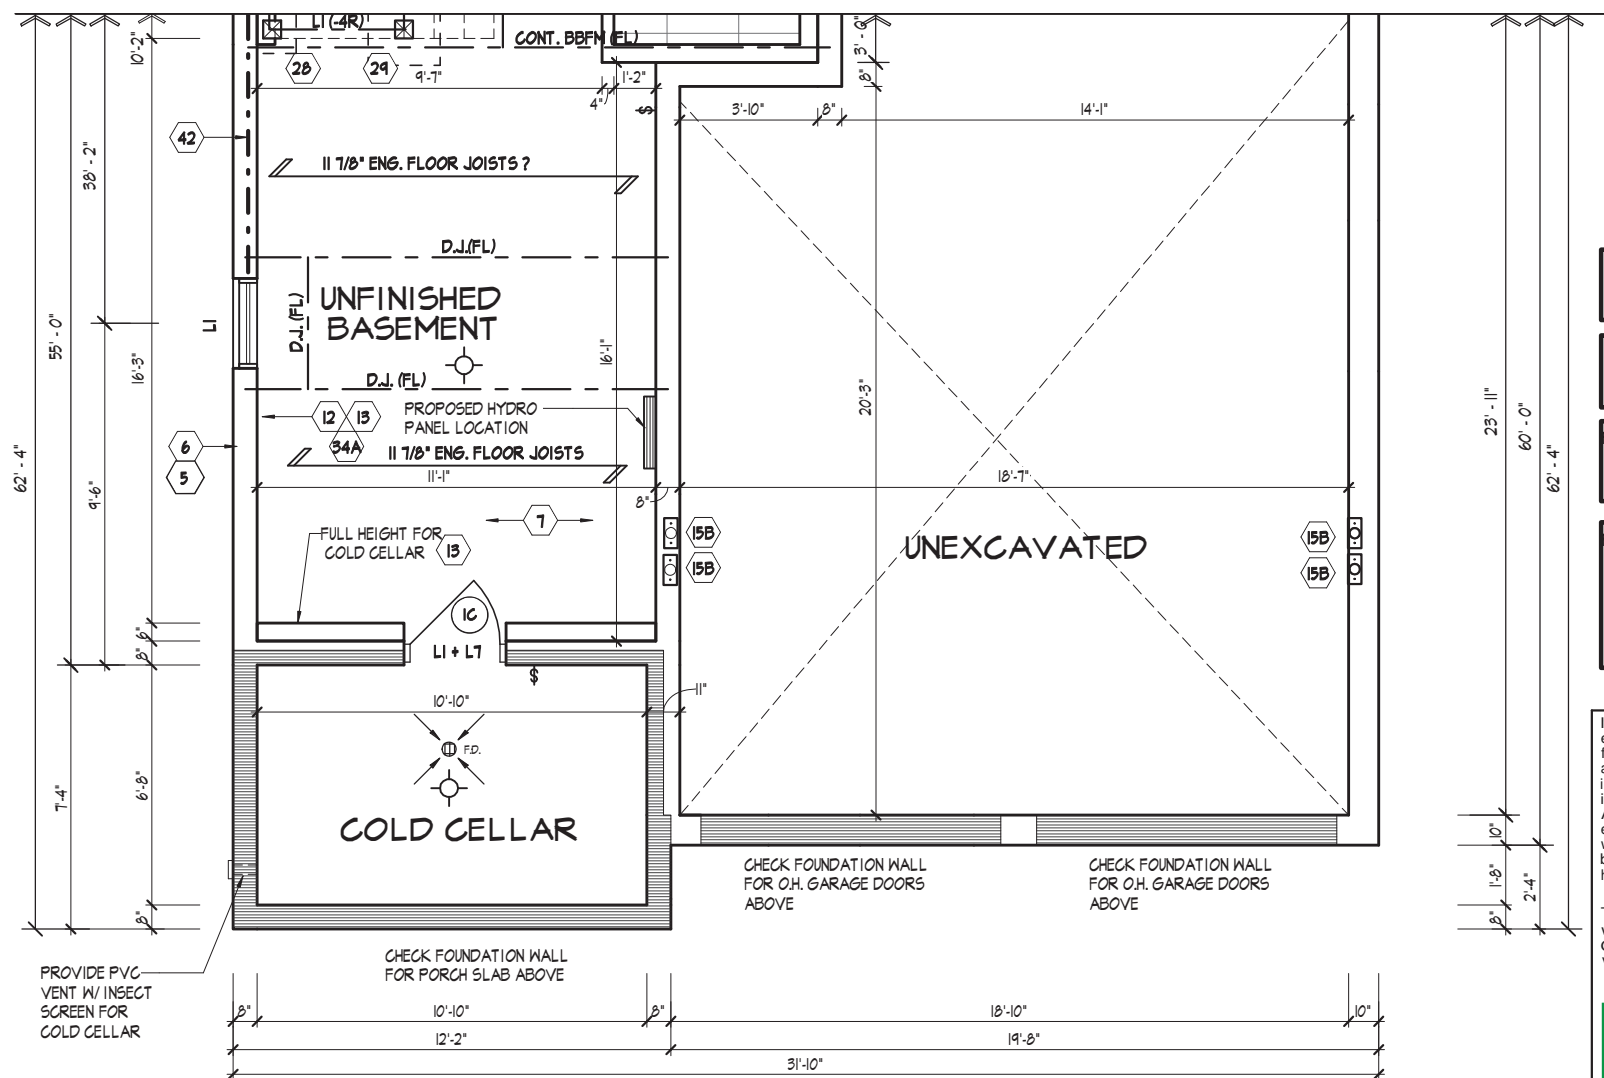 LI (-4R)
CONT. BBFM (FL)
28
29
9'-7"
1'-2"
4"
$
3'- 0"
8"
3'-10"
8"
14'-1"
10'-2"
42
38' - 2"
11 7/8" ENG. FLOOR JOISTS ?
D.J.(FL)
UNFINISHED
BASEMENT
D.J. (FL)
LI
16'-3"
55' - 0"
16'-1"
D.J. (FL)
20'-3"
23' - 11"
60' - 0"
62' - 4"
12
13
34A
PROPOSED HYDRO
PANEL LOCATION
6
5
11 7/8" ENG. FLOOR JOISTS
62' - 4"
9'-6"
11'-1"
8"
18'-7"
7
FULL HEIGHT FOR
COLD CELLAR
13
15B
15B
UNEXCAVATED
15B
15B
1C
LI + L7
6"
8"
$
10'-10"
11"
F.D.
7'-4"
6'-8"
COLD CELLAR
10"
1'-8"
2'-4"
8"
8"
CHECK FOUNDATION WALL
FOR O.H. GARAGE DOORS
ABOVE
CHECK FOUNDATION WALL
FOR O.H. GARAGE DOORS
ABOVE
CHECK FOUNDATION WALL
FOR PORCH SLAB ABOVE
PROVIDE PVC
VENT W/ INSECT
SCREEN FOR
COLD CELLAR
8"
10'-10"
8"
18'-10"
10"
12'-2"
19'-8"
31'-10"